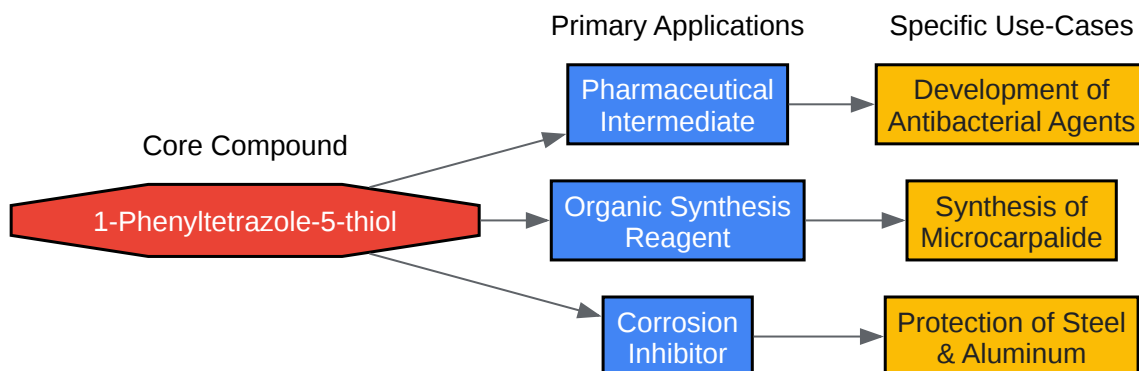 Primary Applications
Specific Use-Cases
Core Compound
1-Phenyltetrazole-5-thiol
Pharmaceutical
Intermediate
Development of
Antibacterial Agents
Organic Synthesis
Reagent
Synthesis of
Microcarpalide
Corrosion
Inhibitor
Protection of Steel
& Aluminum